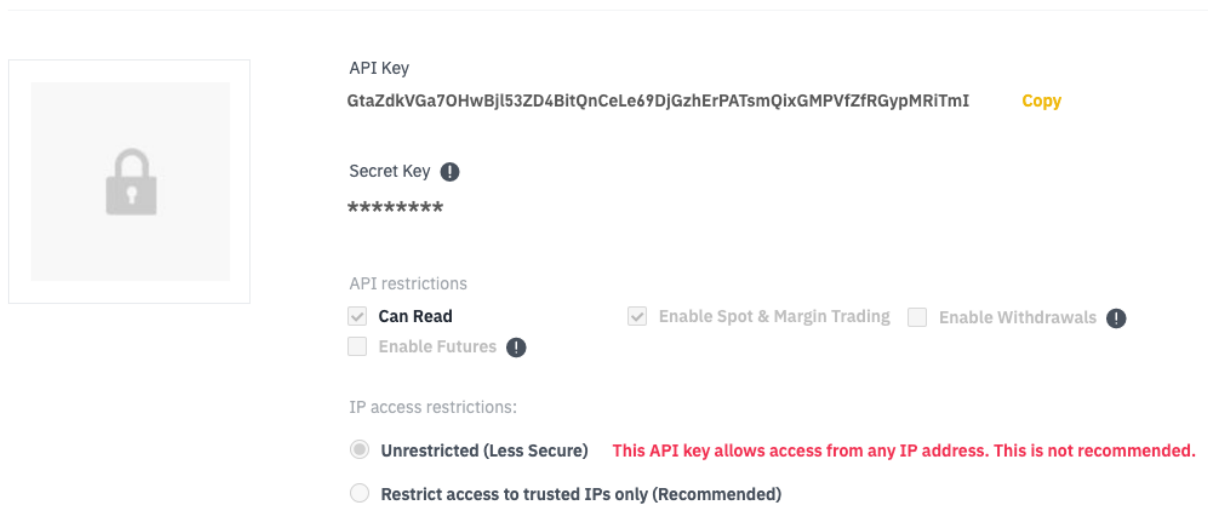 API Key
GtaZdkVGa7OHwBjl53ZD4BitQnCeLe69DjGzhErPATsmQixGMPVfZfRGypMRiTmI Copy
Secret Key !
********
API restrictions
Can Read Enable Spot & Margin Trading Enable Withdrawals !
Enable Futures !
IP access restrictions:
Unrestricted (Less Secure) This API key allows access from any IP address. This is not recommended.
Restrict access to trusted IPs only (Recommended)